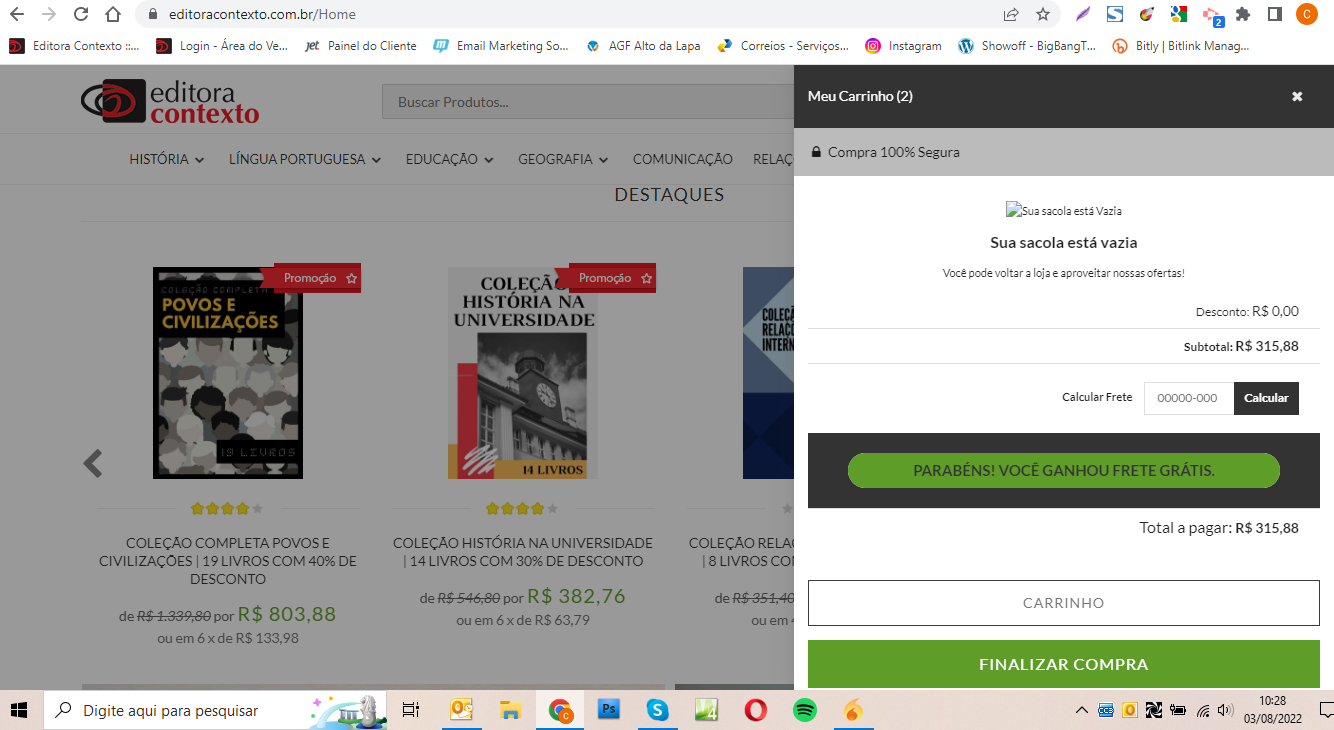 editoracontexto.com.br/Home
Editora Contexto ::...
Login - Área do Ve...
jet Painel do Cliente
Email Marketing So...
AGF Alto da Lapa
Correios - Serviços...
Instagram
Showoff - BigBangT...
Bitly | Bitlink Manag...
editora
contexto
Buscar Produtos...
Meu Carrinho (2)
Compra 100% Segura
HISTÓRIA
LÍNGUA PORTUGUESA
EDUCAÇÃO
GEOGRAFIA
COMUNICAÇÃO
RELAÇ
DESTAQUES
Promoção
COLEÇÃO COMPLETA
POVOS E
CIVILIZAÇÕES
19 LIVROS
Promoção
COLEÇÃO
HISTÓRIA NA
UNIVERSIDADE
14 LIVROS
COLEÇ
RELACÕ
INTERN
COLEÇÃO COMPLETA POVOS E
CIVILIZAÇÕES | 19 LIVROS COM 40% DE
DESCONTO
de R$ 1.339,80 por R$ 803,88
ou em 6 x de R$ 133,98
COLEÇÃO HISTÓRIA NA UNIVERSIDADE
| 14 LIVROS COM 30% DE DESCONTO
de R$ 546,80 por R$ 382,76
ou em 6 x de R$ 63,79
COLEÇÃO RELA
| 8 LIVROS CO
de R$ 351,40
ou em
Sua sacola está Vazia
Sua sacola está vazia
Você pode voltar a loja e aproveitar nossas ofertas!
Desconto: R$ 0,00
Subtotal: R$ 315,88
Calcular Frete 00000-000 Calcular
PARABÉNS! VOCÊ GANHOU FRETE GRÁTIS.
Total a pagar: R$ 315,88
CARRINHO
FINALIZAR COMPRA
Digite aqui para pesquisar
10:28
03/08/2022